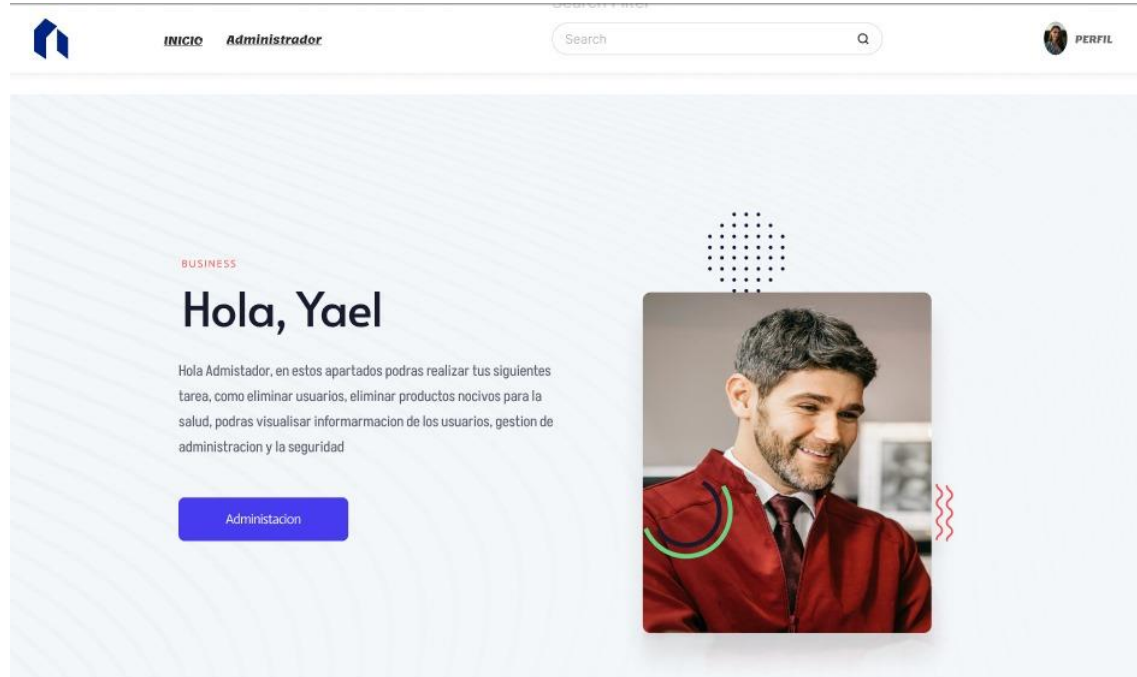 Search Filter
INICIO Administrador Search PERFIL
BUSINESS
Hola, Yael
Hola Admistador, en estos apartados podras realizar tus siguientes
tarea, como eliminar usuarios, eliminar productos nocivos para la
salud, podras visualisar informarmacion de los usuarios, gestion de
administracion y la seguridad
Administacion